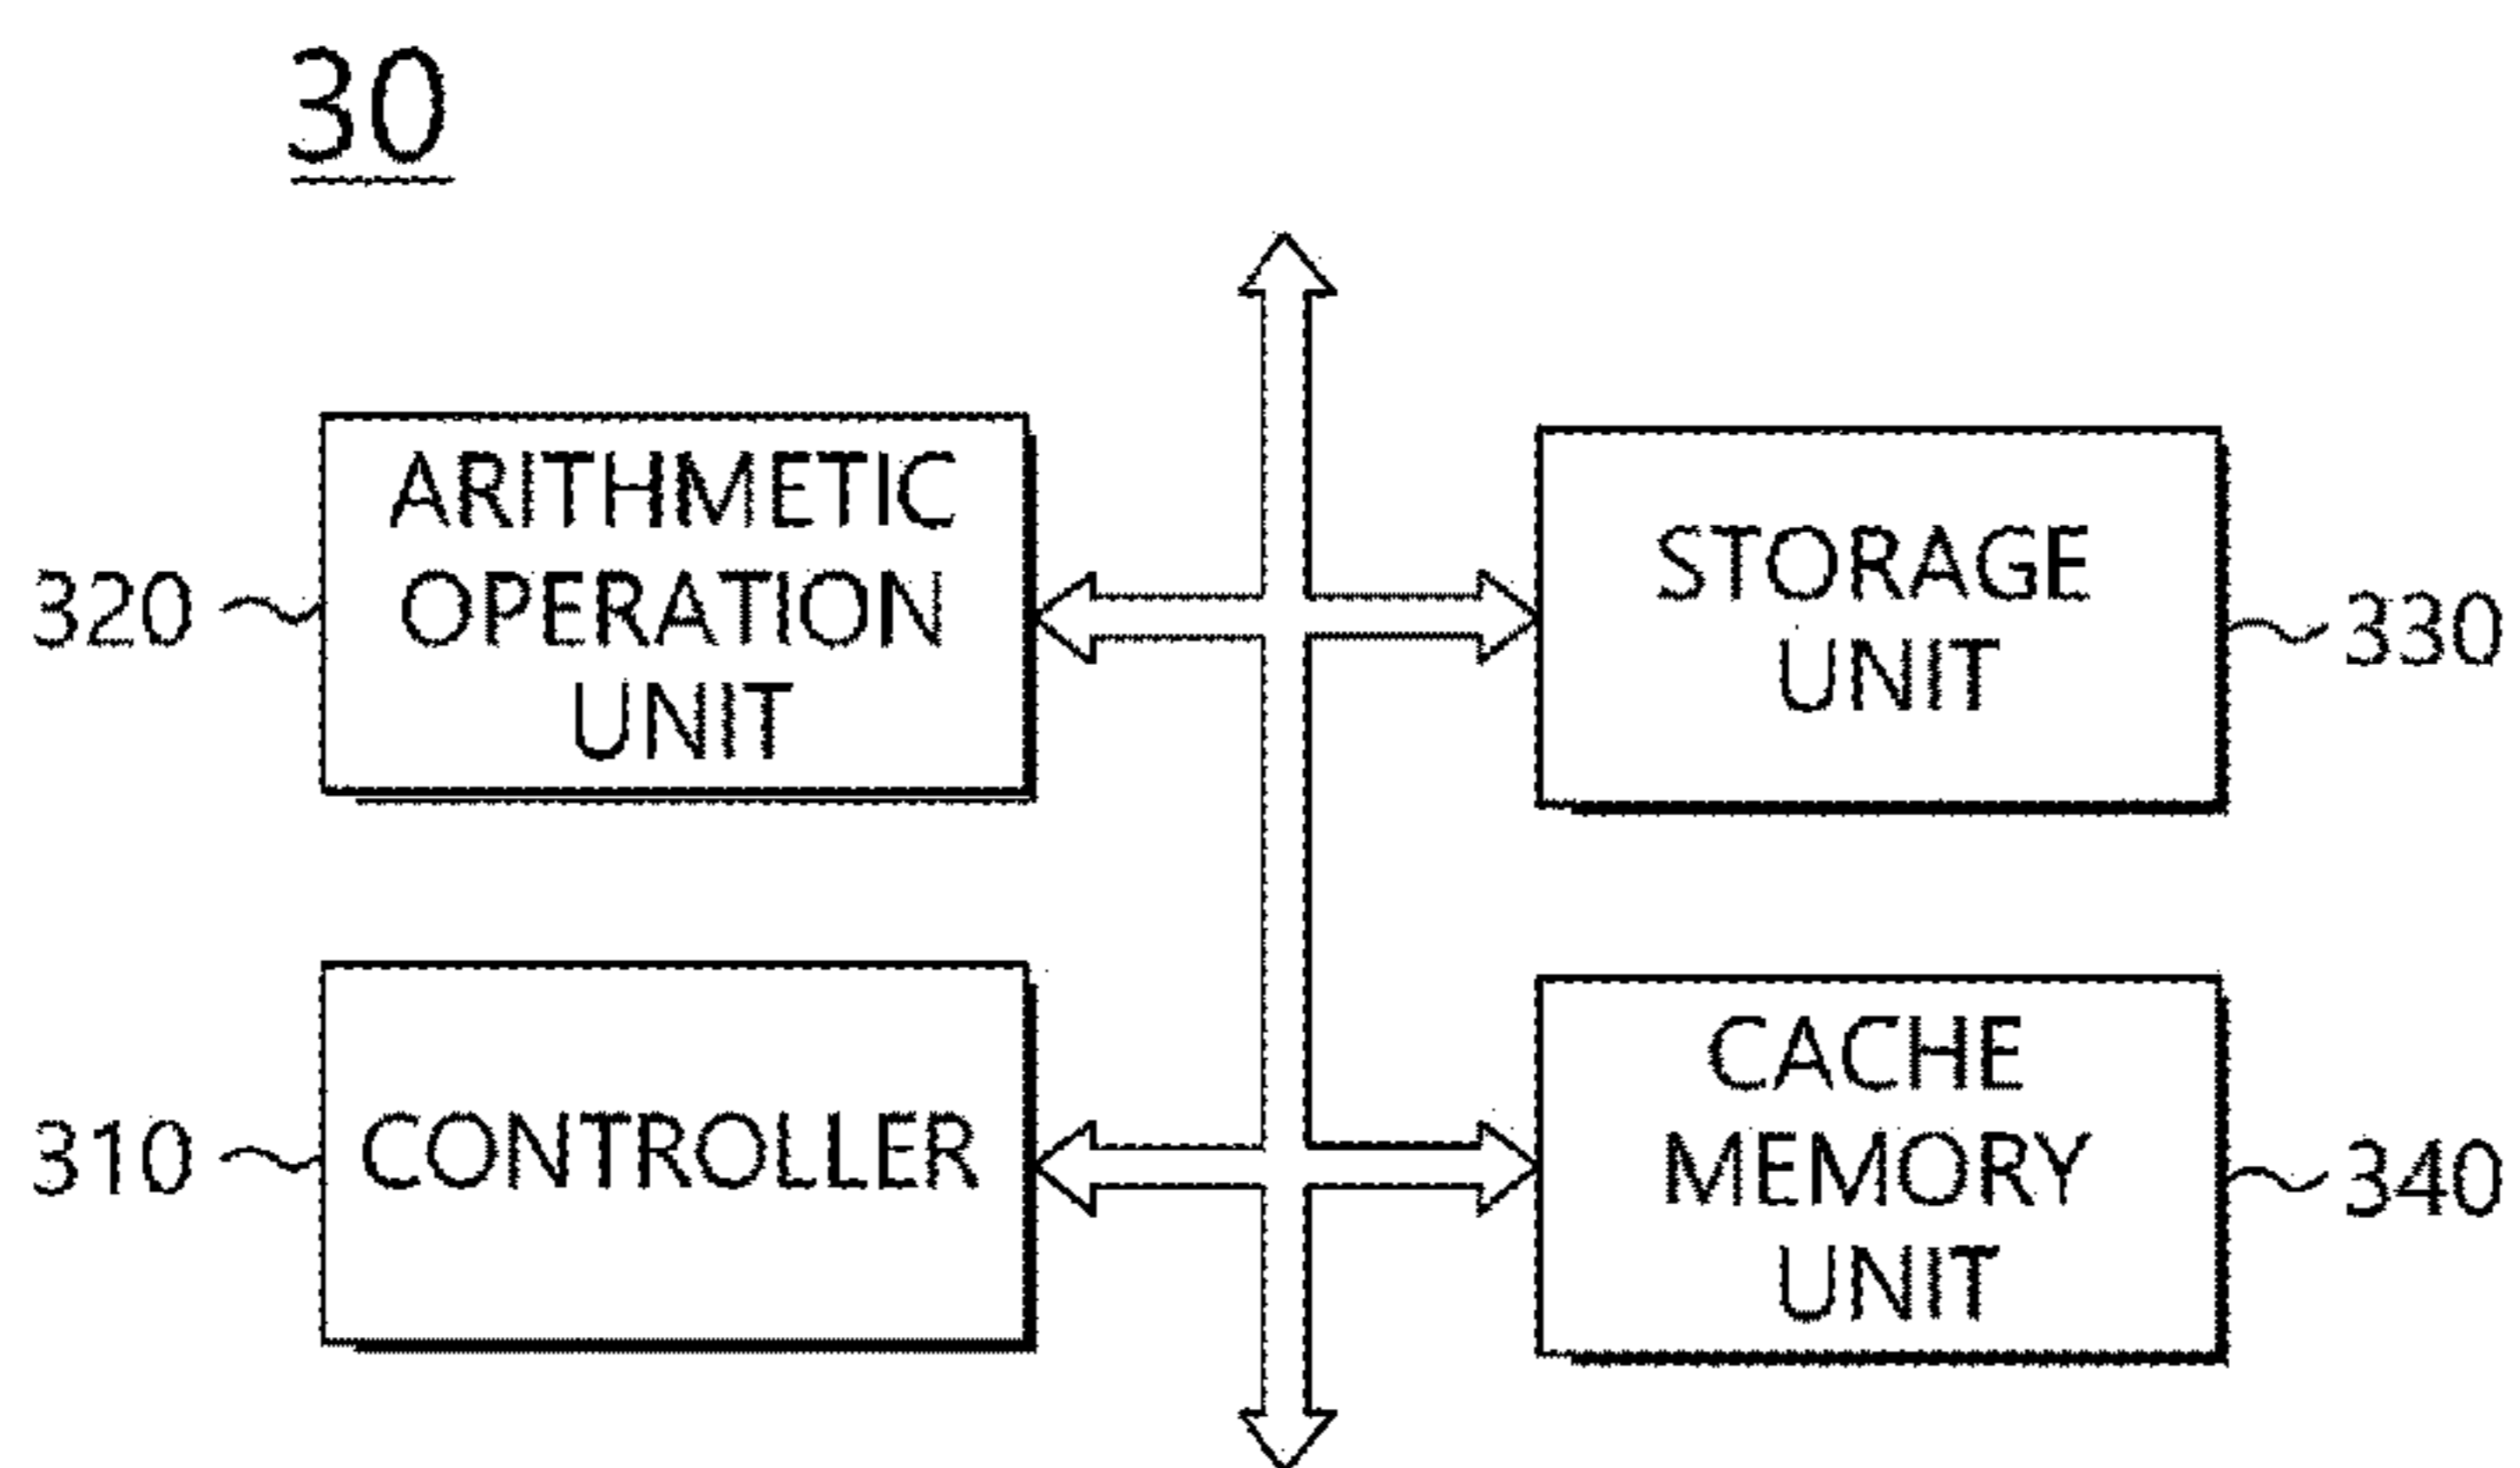 30
320
ARITHMETIC
OPERATION
UNIT
STORAGE
UNIT
330
310
CONTROLLER
CACHE
MEMORY
UNIT
340